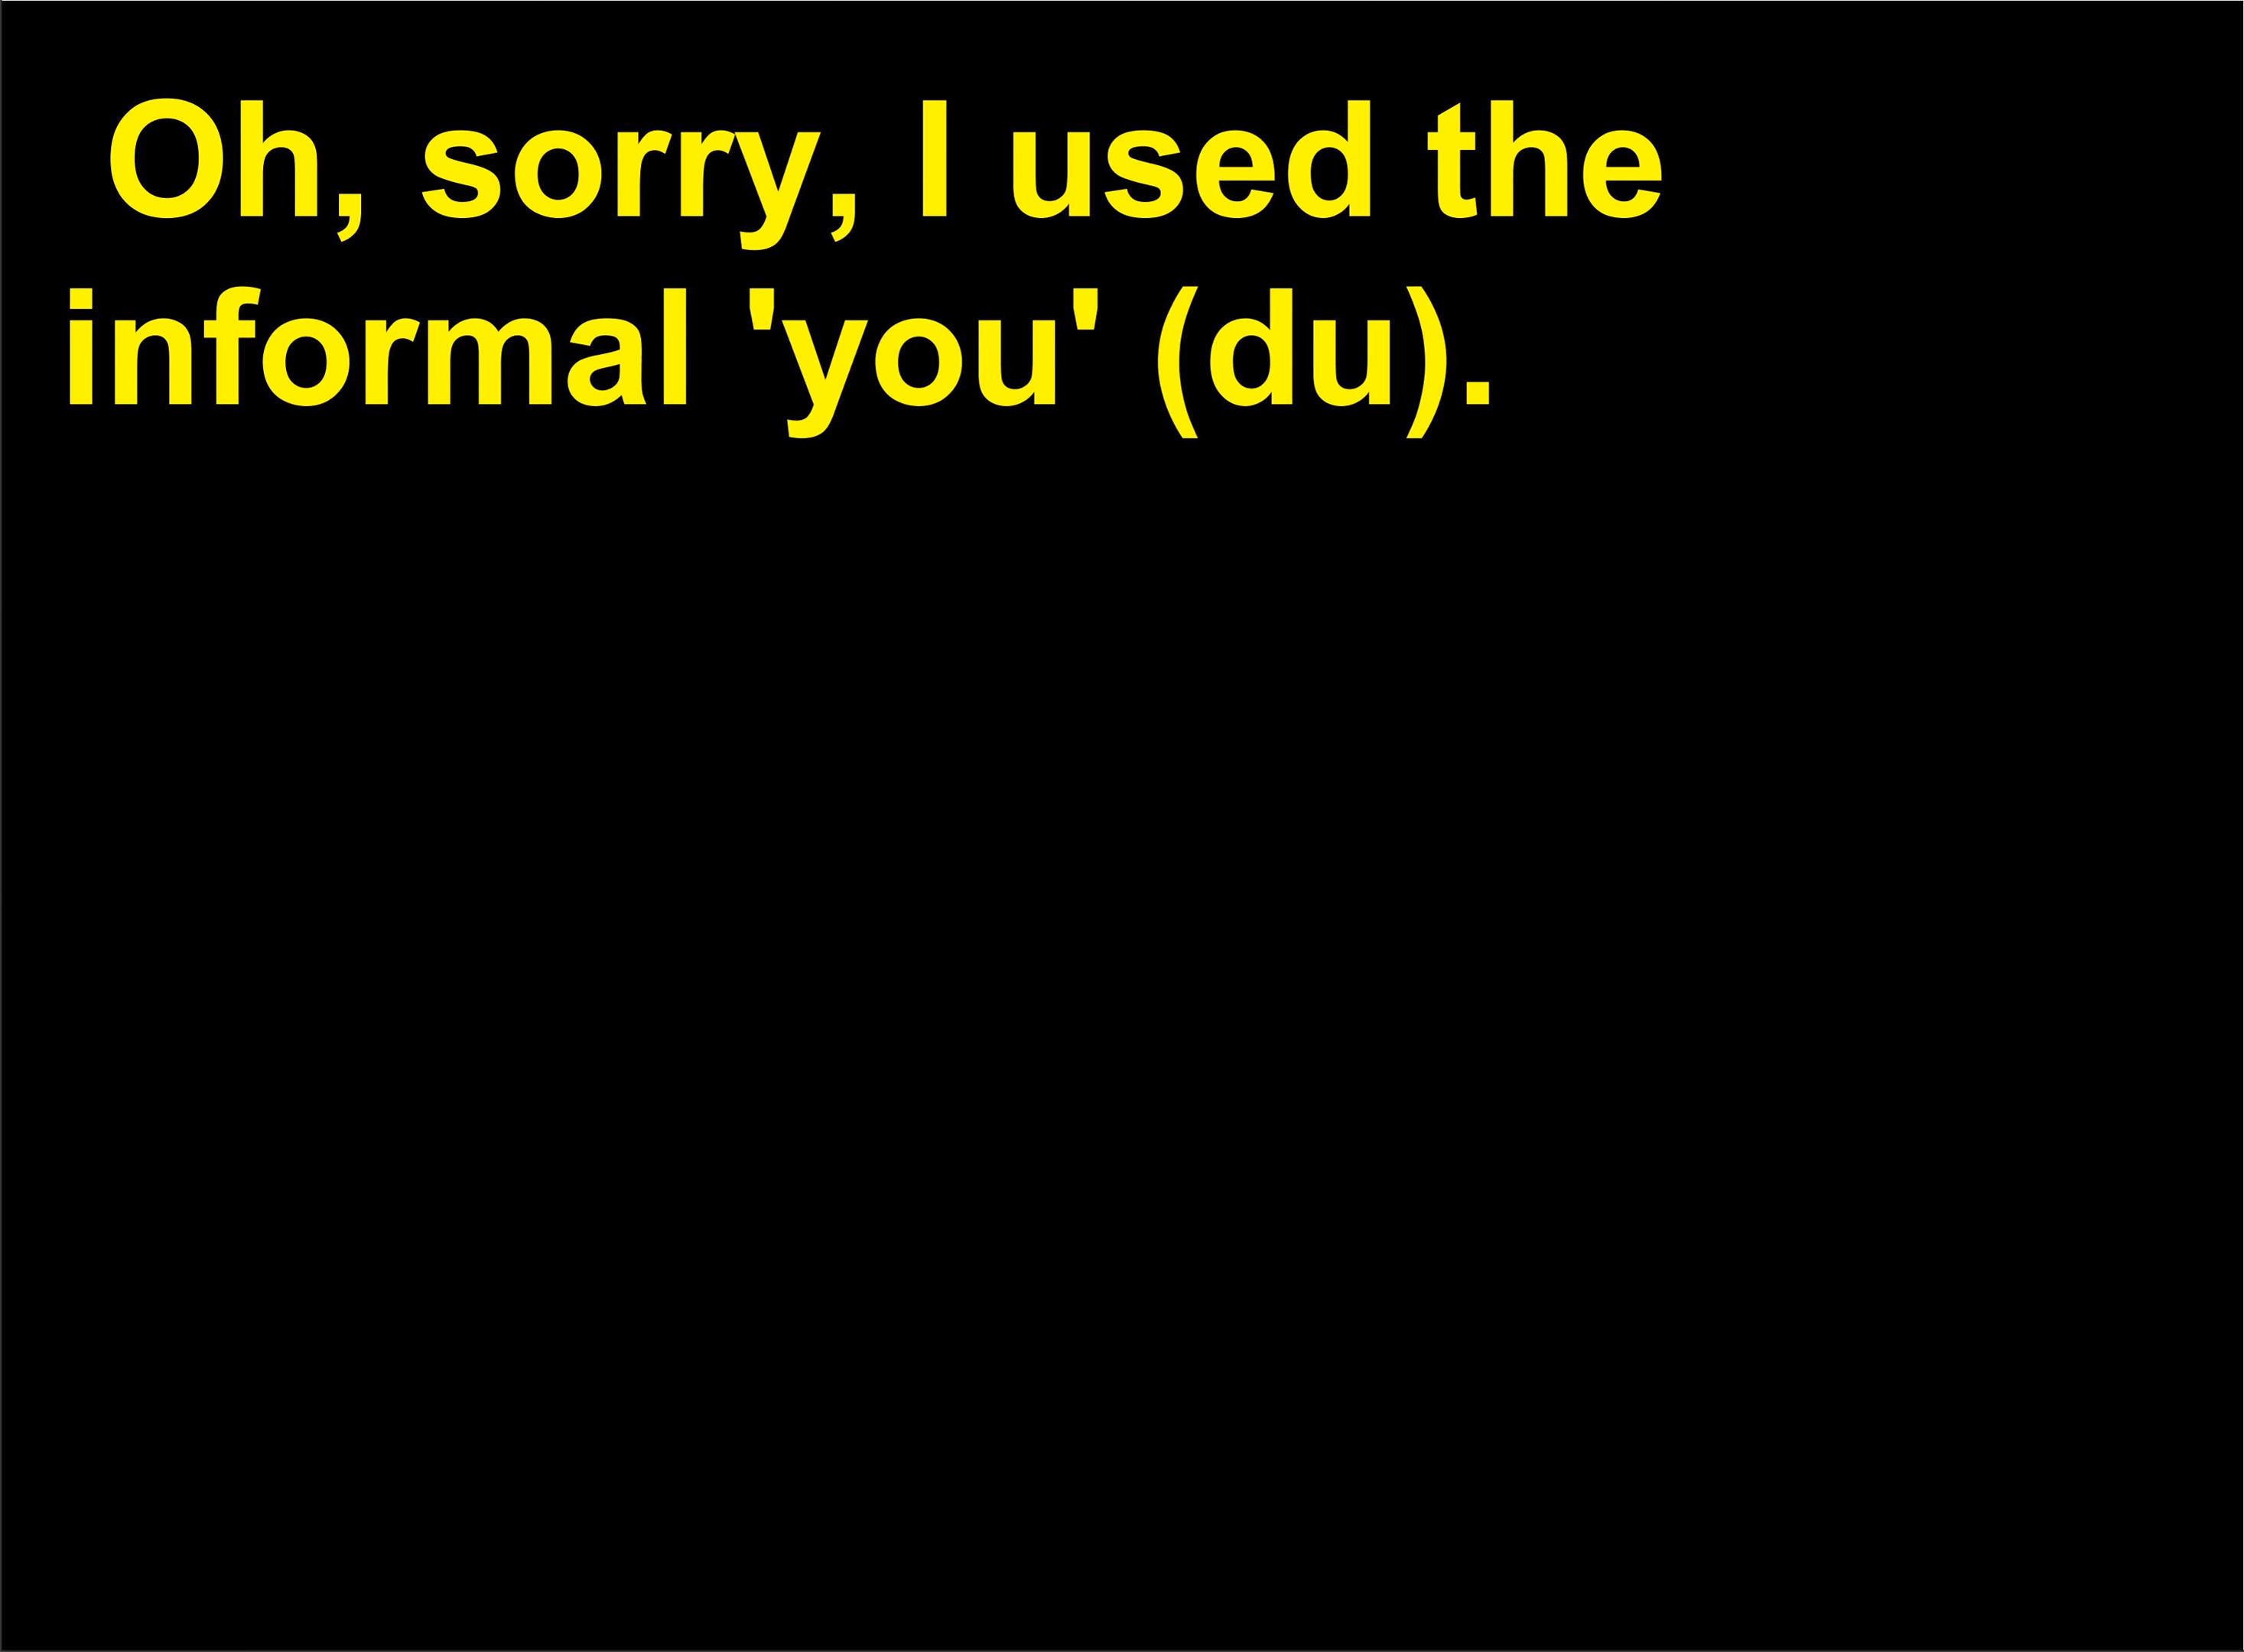 Oh, sorry, I used the
informal 'you' (du).